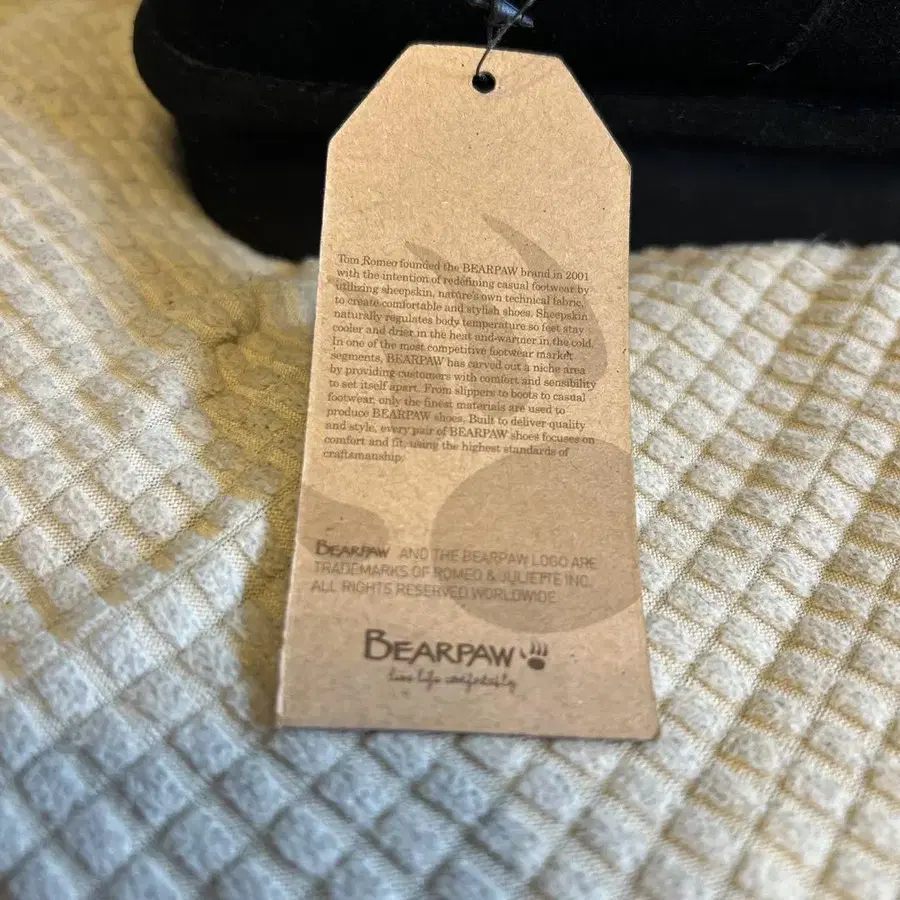 Tom Romeo founded the BEARPAW brand in 2001
with the intention of redefining casual footwear by
utilizing sheepskin, nature's own technical fabric,
to create comfortable and stylish shoes. Sheepskin
naturally regulates body temperature so feet stay
cooler and drier in the heat and warmer in the cold.
In one of the most competitive footwear market
segments, BEARPAW has carved out a niche area
by providing customers with comfort and sensibility
to set itself apart. From slippers to boots to casual
footwear, only the finest materials are used to
produce BEARPAW shoes. Built to deliver quality
and style, every pair of BEARPAW shoes focuses on
comfort and fit, using the highest standards of
craftsmanship.
BEARPAW AND THE BEARPAW LOGO ARE
TRADEMARKS OF ROMEO & JULIETTE INC.
ALL RIGHTS RESERVED WORLDWIDE.
BEARPAW
live life comfortably